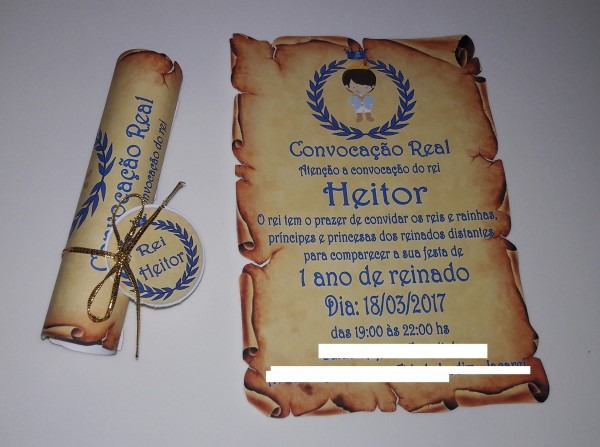 Convocação Real
convocação do rei
Rei
Heitor
Convocação Real
Atenção a convocação do rei
Heitor
O rei tem o prazer de convidar os reis e rainhas,
príncipes e princesas dos reinados distantes
para comparecer a sua festa de
1 ano de reinado
Dia: 18/03/2017
das 19:00 às 22:00 hs